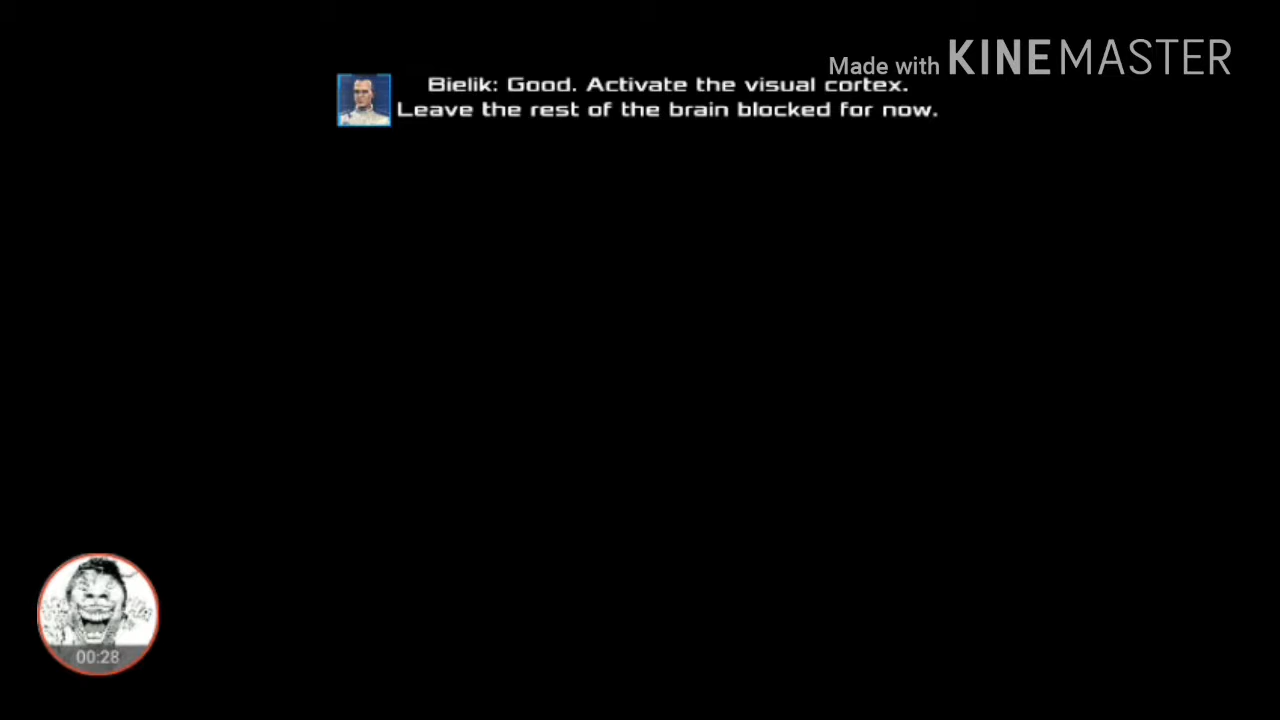 Made with KINEMASTER
Bielik: Good. Activate the visual cortex.
Leave the rest of the brain blocked for now.
00:28